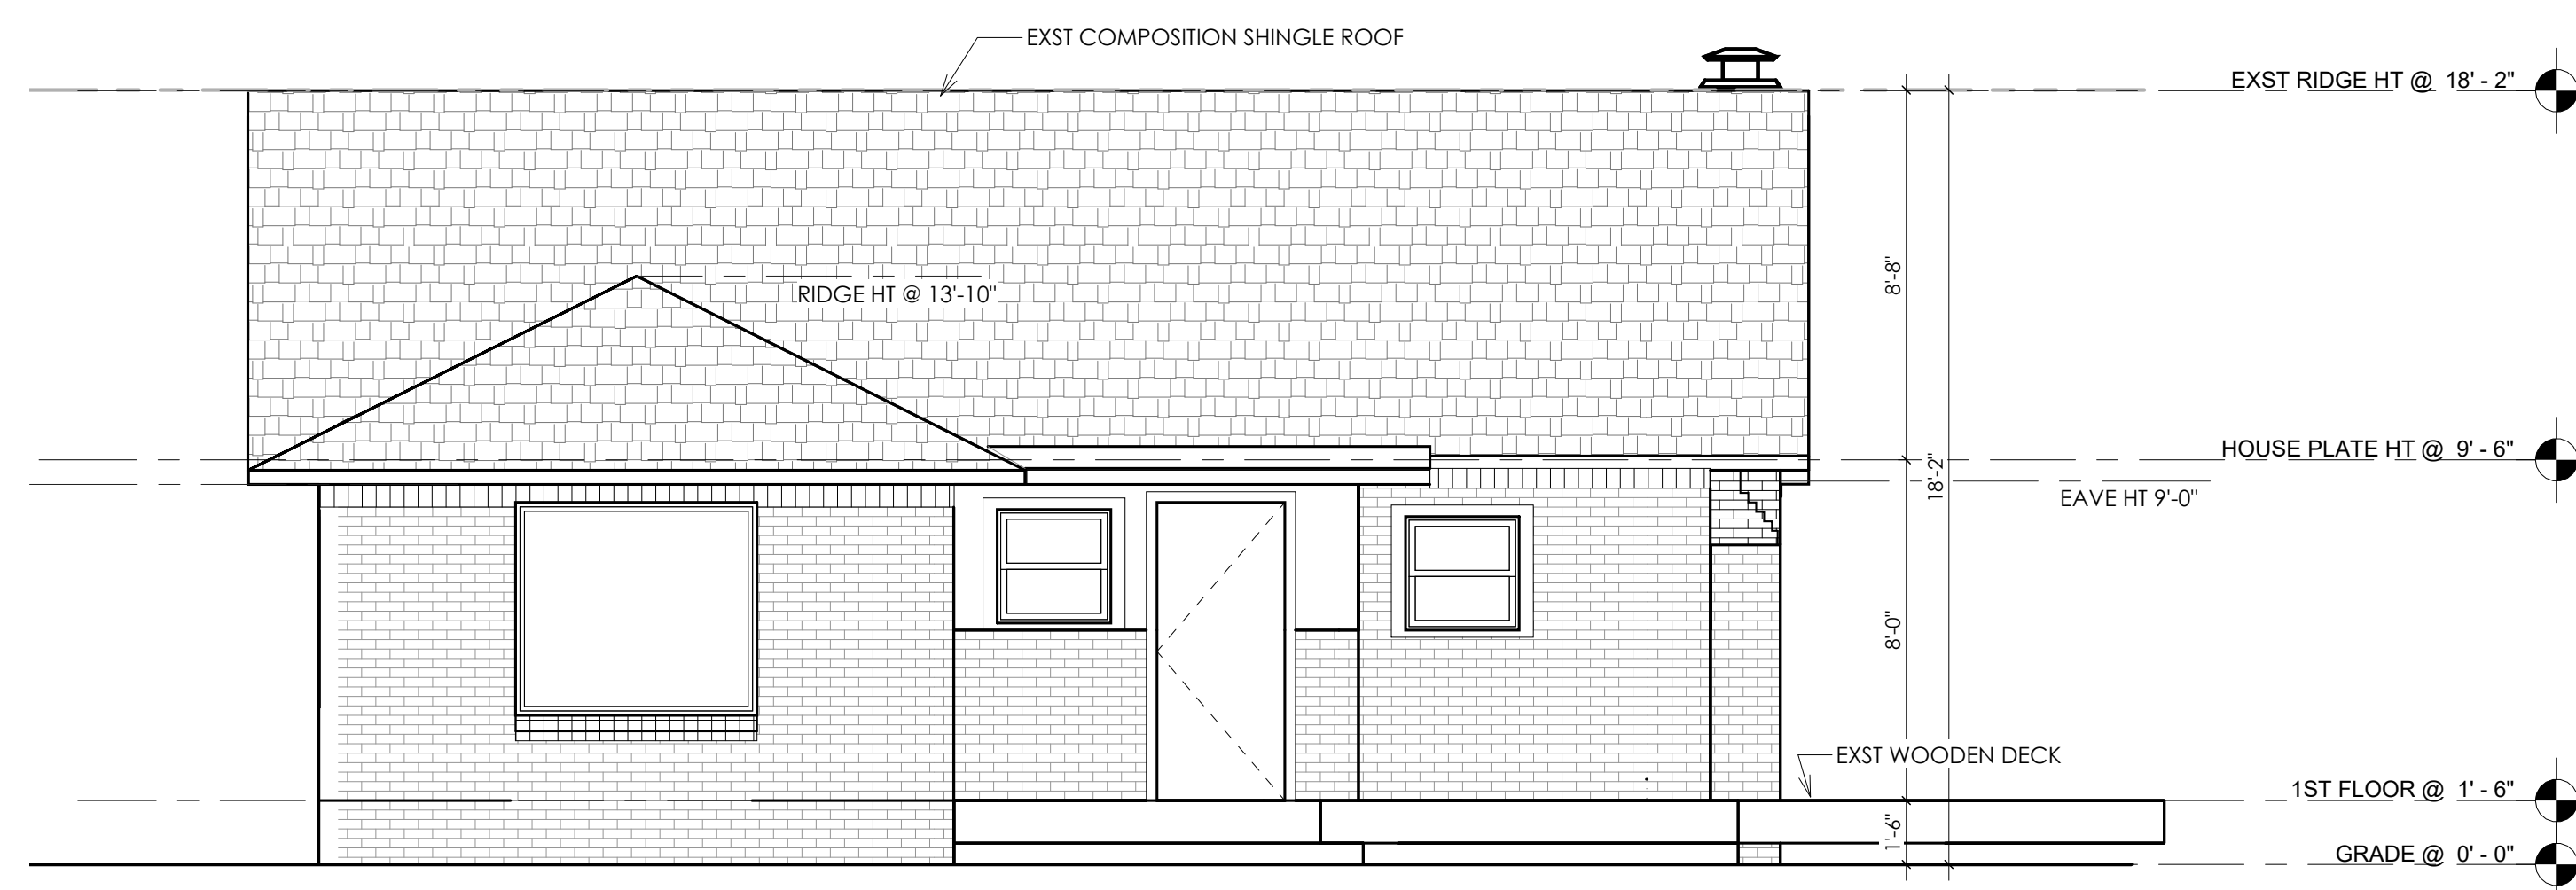 EXST COMPOSITION SHINGLE ROOF
EXST RIDGE HT @ 18' - 2"
8'-8"
RIDGE HT @ 13'-10"
HOUSE PLATE HT @ 9' - 6"
18'-2"
EAVE HT 9'-0"
8'-0"
EXST WOODEN DECK
1ST FLOOR @ 1' - 6"
1'-6"
GRADE @ 0' - 0"